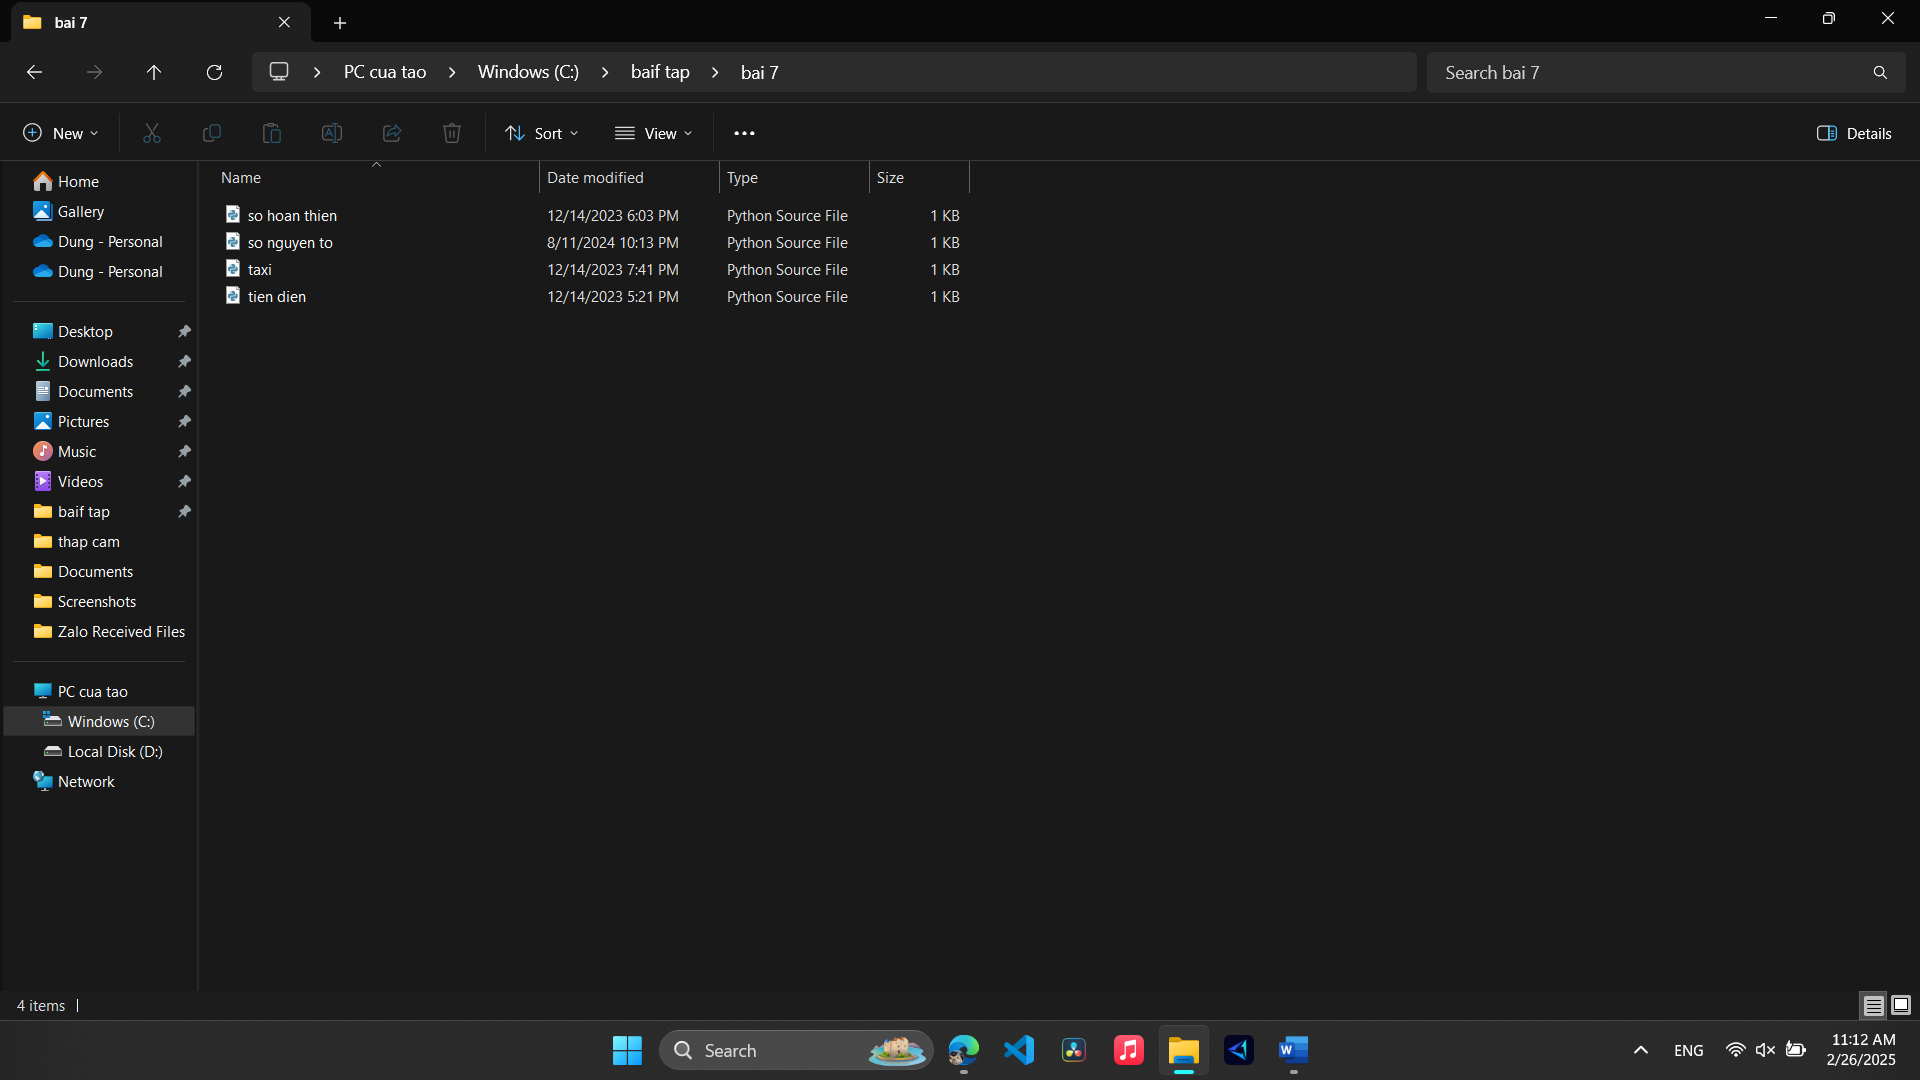 bai 7
PC cua tao
Windows (C:)
baif tap
bai 7
Search bai 7
New
Sort
View
Details
Name
Date modified
Type
Size
so hoan thien 12/14/2023 6:03 PM Python Source File 1 KB
so nguyen to 8/11/2024 10:13 PM Python Source File 1 KB
taxi 12/14/2023 7:41 PM Python Source File 1 KB
tien dien 12/14/2023 5:21 PM Python Source File 1 KB
Home
Gallery
Dung - Personal
Dung - Personal
Desktop
Downloads
Documents
Pictures
Music
Videos
baif tap
thap cam
Documents
Screenshots
Zalo Received Files
PC cua tao
Windows (C:)
Local Disk (D:)
Network
4 items
Search
W
ENG
11:12 AM
2/26/2025